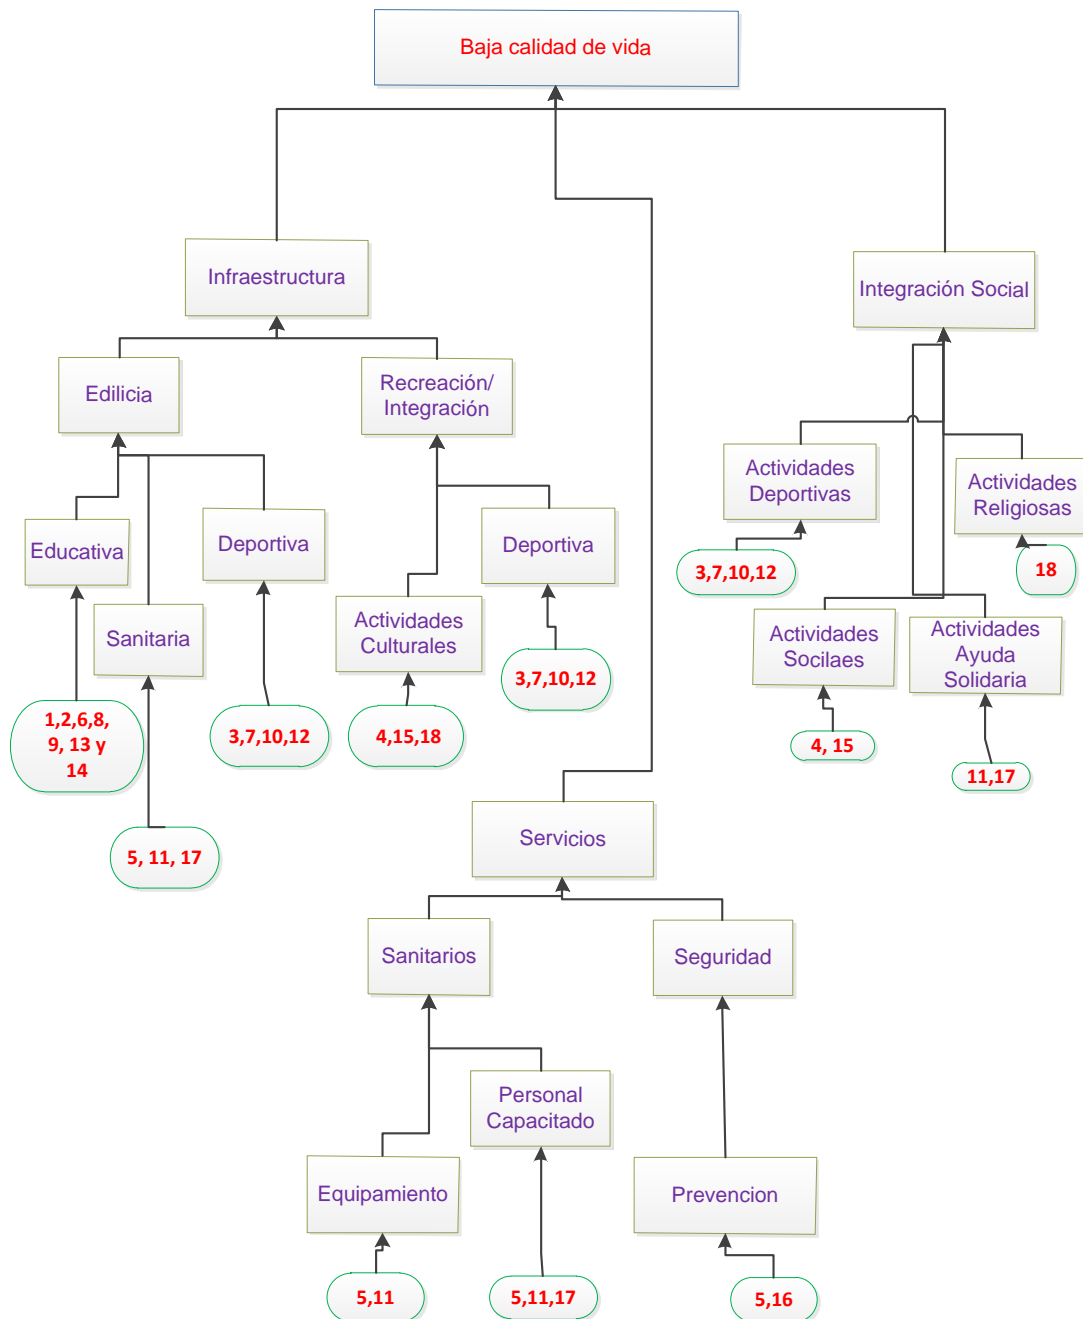 Baja calidad de vida
Infraestructura
Integración Social
Edilicia
Recreación/
Integración
Actividades
Deportivas
Actividades
Religiosas
Educativa
Deportiva
Deportiva
3,7,10,12
18
Sanitaria
Actividades
Culturales
Actividades
Socilaes
Actividades
Ayuda
Solidaria
3,7,10,12
1,2,6,8,
9, 13 y
14
3,7,10,12
4,15,18
4, 15
11,17
Servicios
5, 11, 17
Sanitarios
Seguridad
Personal
Capacitado
Equipamiento
Prevencion
5,11
5,11,17
5,16